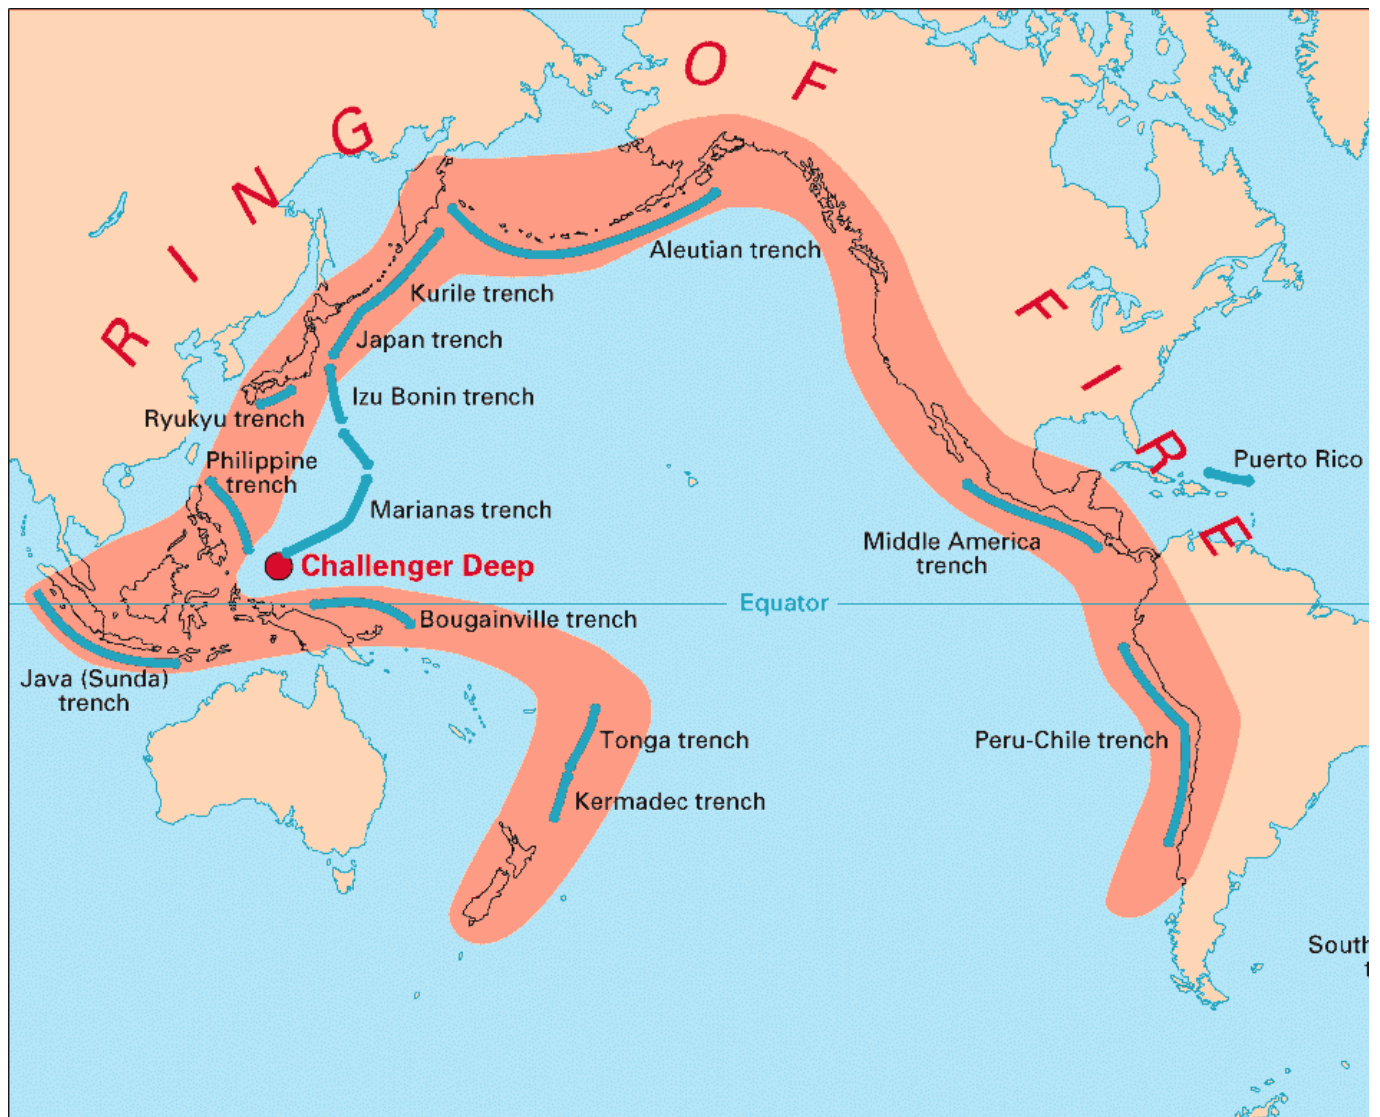 RING OF FIRE
Aleutian trench
Kurile trench
Japan trench
Izu Bonin trench
Ryukyu trench
Philippine
trench
Puerto Rico
Marianas trench
Middle America
trench
Challenger Deep
Equator
Bougainville trench
Java (Sunda)
trench
Tonga trench
Peru-Chile trench
Kermadec trench
South